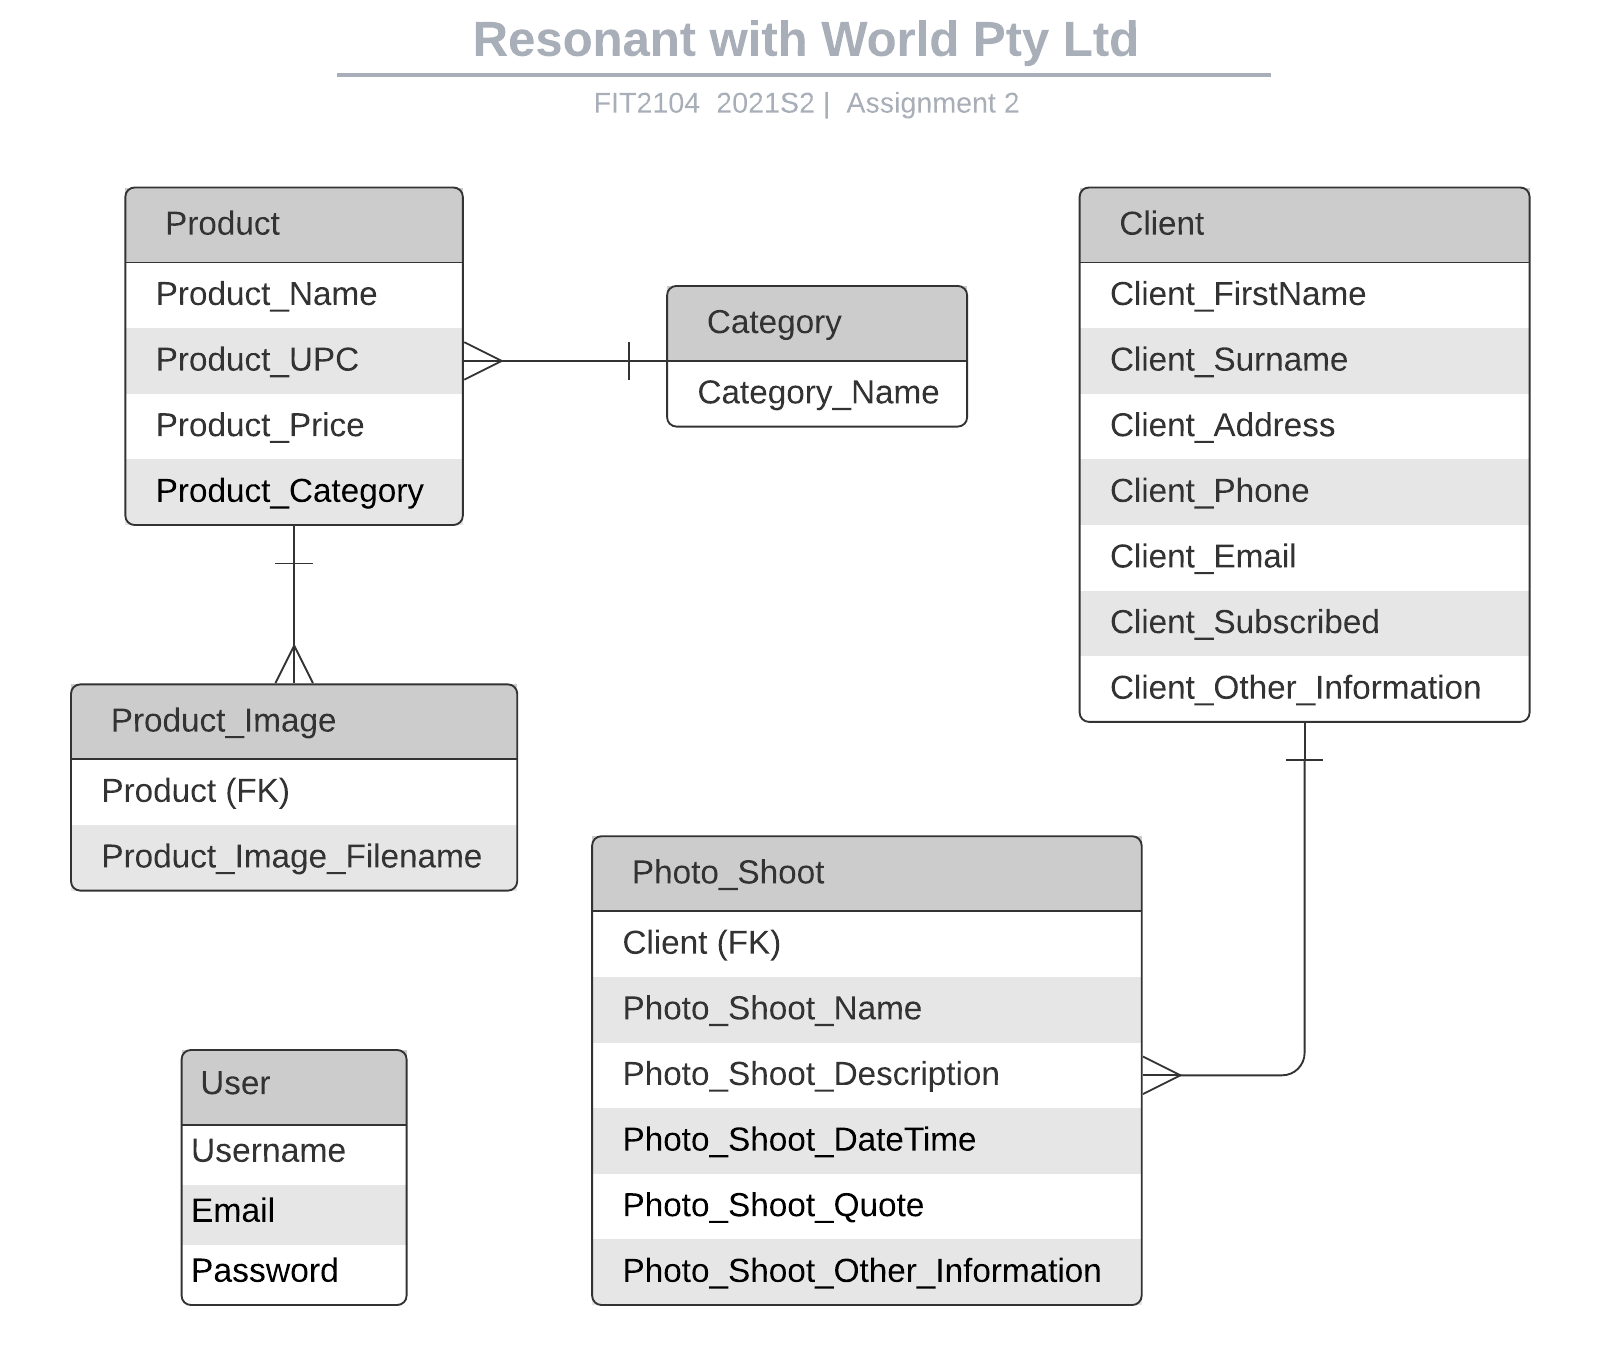 Resonant with World Pty Ltd
FIT2104 2021S2 | Assignment 2
Product
Product_Name
Product_UPC
Product_Price
Product_Category
Category
Category_Name
Client
Client_FirstName
Client_Surname
Client_Address
Client_Phone
Client_Email
Client_Subscribed
Client_Other_Information
Product_Image
Product (FK)
Product_Image_Filename
Photo_Shoot
Client (FK)
Photo_Shoot_Name
Photo_Shoot_Description
Photo_Shoot_DateTime
Photo_Shoot_Quote
Photo_Shoot_Other_Information
User
Username
Email
Password